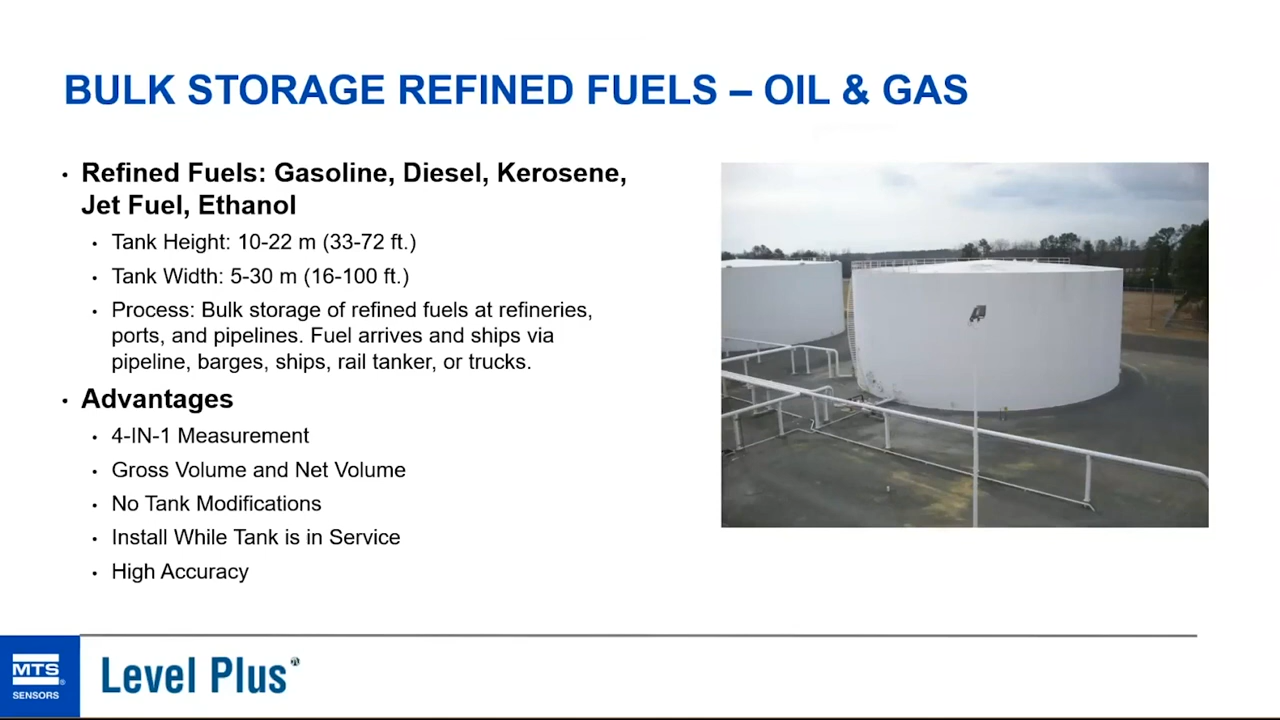 BULK STORAGE REFINED FUELS – OIL & GAS
• Refined Fuels: Gasoline, Diesel, Kerosene,
Jet Fuel, Ethanol
• Tank Height: 10-22 m (33-72 ft.)
• Tank Width: 5-30 m (16-100 ft.)
• Process: Bulk storage of refined fuels at refineries,
ports, and pipelines. Fuel arrives and ships via
pipeline, barges, ships, rail tanker, or trucks.
• Advantages
• 4-IN-1 Measurement
• Gross Volume and Net Volume
• No Tank Modifications
• Install While Tank is in Service
• High Accuracy
MTS®
SENSORS
Level Plus®